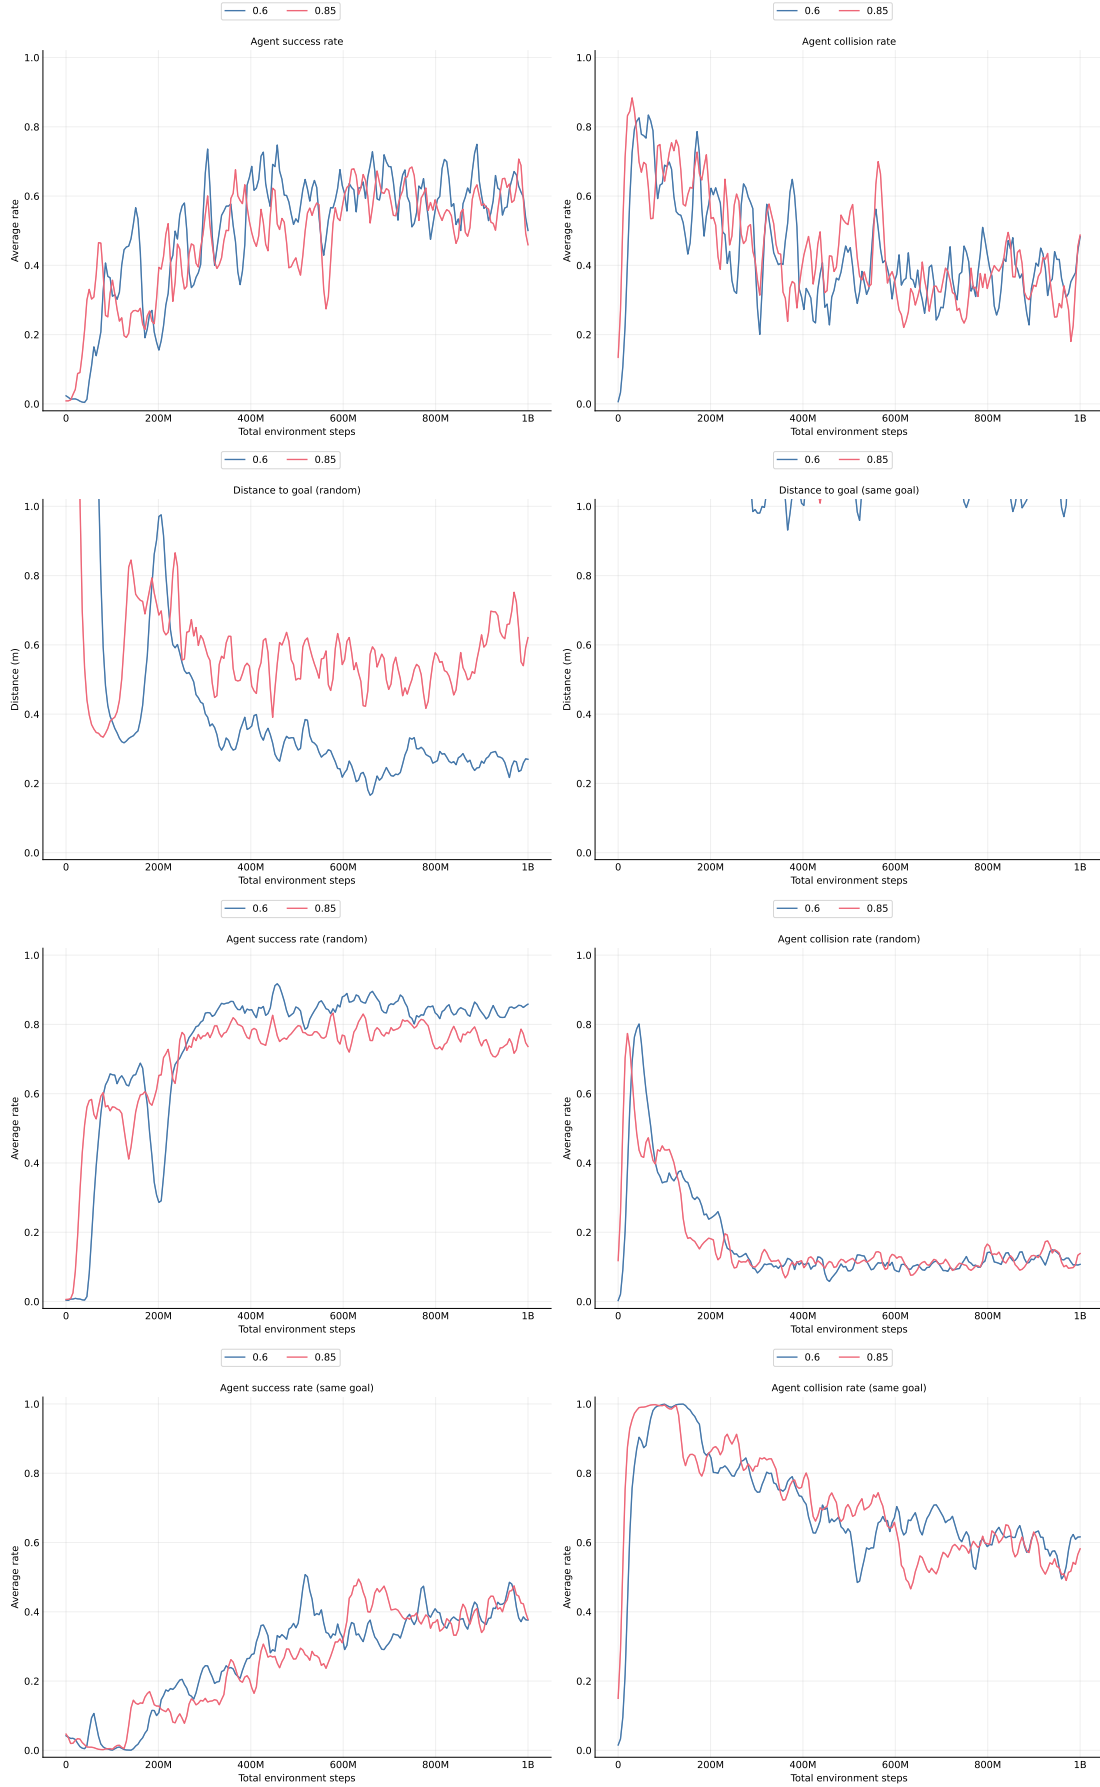 0.6 0.85
Agent success rate
1.0
0.8
0.6
0.4
0.2
0.0
Average rate
0 200M 400M 600M 800M 1B
Total environment steps
0.6 0.85
Agent collision rate
1.0
0.8
0.6
0.4
0.2
0.0
Average rate
0 200M 400M 600M 800M 1B
Total environment steps
0.6 0.85
Distance to goal (random)
1.0
0.8
0.6
0.4
0.2
0.0
Distance (m)
0 200M 400M 600M 800M 1B
Total environment steps
0.6 0.85
Distance to goal (same goal)
1.0
0.8
0.6
0.4
0.2
0.0
Distance (m)
0 200M 400M 600M 800M 1B
Total environment steps
0.6 0.85
Agent success rate (random)
1.0
0.8
0.6
0.4
0.2
0.0
Average rate
0 200M 400M 600M 800M 1B
Total environment steps
0.6 0.85
Agent collision rate (random)
1.0
0.8
0.6
0.4
0.2
0.0
Average rate
0 200M 400M 600M 800M 1B
Total environment steps
0.6 0.85
Agent success rate (same goal)
1.0
0.8
0.6
0.4
0.2
0.0
Average rate
0 200M 400M 600M 800M 1B
Total environment steps
0.6 0.85
Agent collision rate (same goal)
1.0
0.8
0.6
0.4
0.2
0.0
Average rate
0 200M 400M 600M 800M 1B
Total environment steps